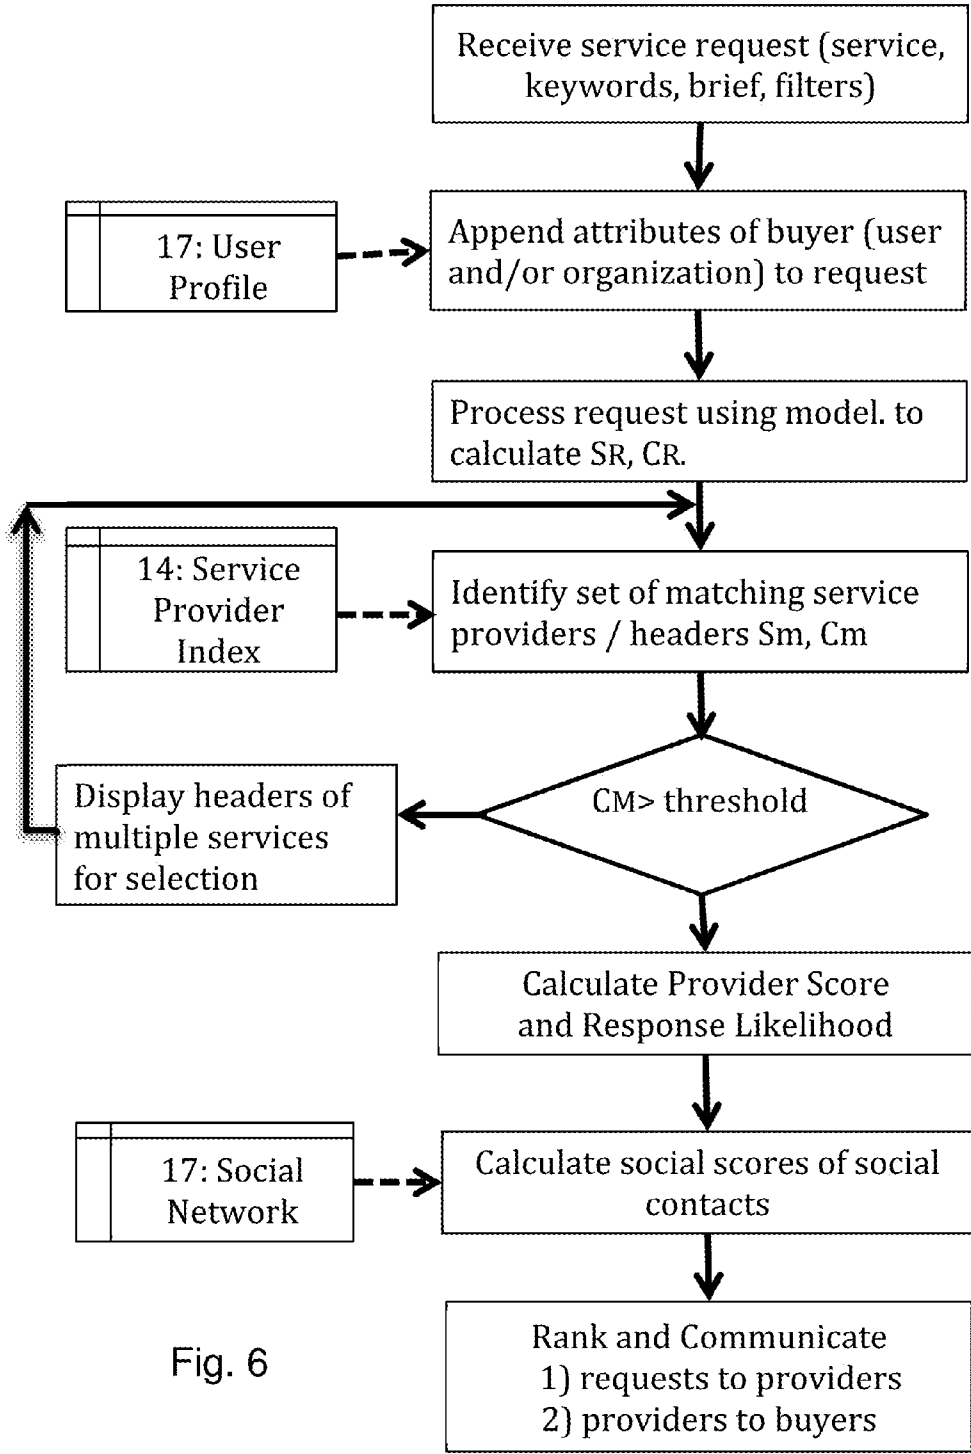 Receive service request (service,
keywords, brief, filters)
17: User
Profile
Append attributes of buyer (user
and/or organization) to request
Process request using model. to
calculate SR, CR.
14: Service
Provider
Index
Identify set of matching service
providers / headers Sm, Cm
Display headers of
multiple services
for selection
CM> threshold
Calculate Provider Score
and Response Likelihood
17: Social
Network
Calculate social scores of social
contacts
Rank and Communicate
1) requests to providers
2) providers to buyers
Fig. 6